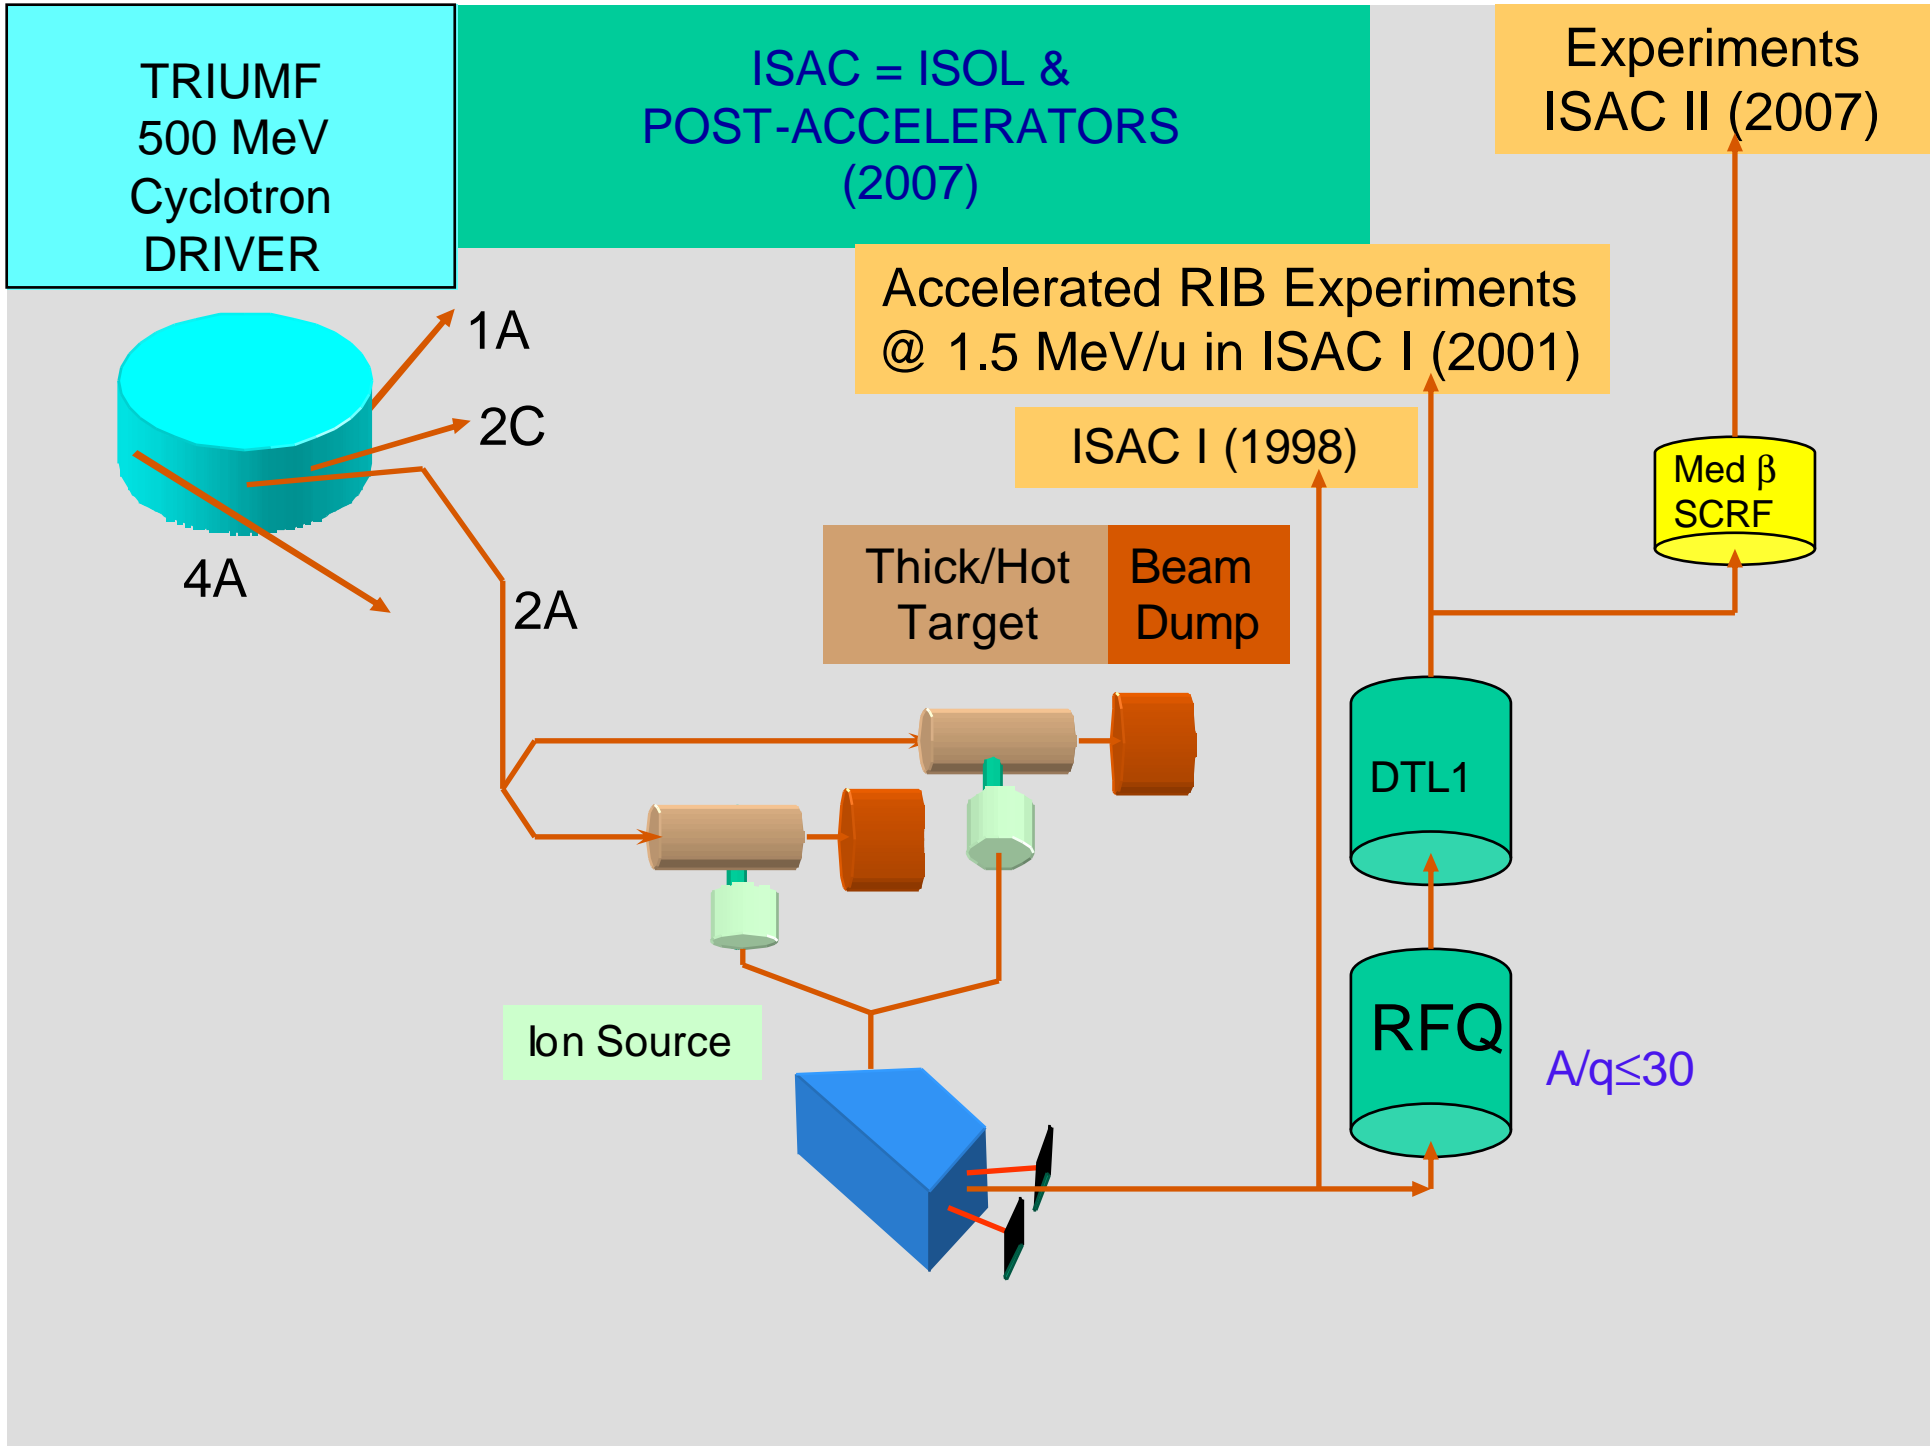 TRIUMF
500 MeV
Cyclotron
DRIVER
ISAC = ISOL &
POST-ACCELERATORS
(2007)
Experiments
ISAC II (2007)
Accelerated RIB Experiments
@ 1.5 MeV/u in ISAC I (2001)
1A
2C
ISAC I (1998)
Med β
SCRF
4A
2A
Thick/Hot
Target
Beam
Dump
DTL1
RFQ
A/q≤30
Ion Source